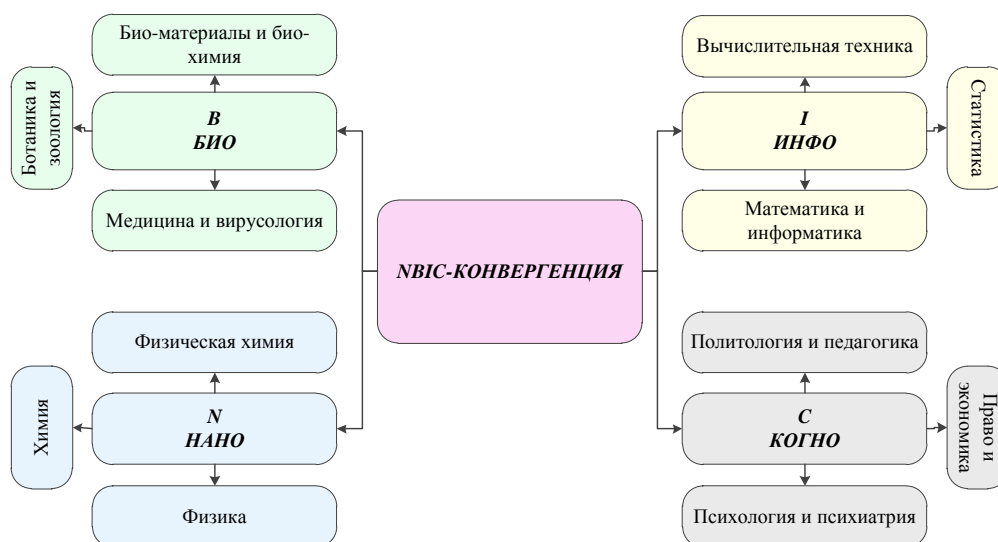 Био-материалы и био-
химия
Ботаника и
зоология
B
БИО
Медицина и вирусология
Вычислительная техника
I
ИНФО
Статистика
Математика и
информатика
NBIC-КОНВЕРГЕНЦИЯ
Физическая химия
Химия
N
НАНО
Физика
Политология и педагогика
C
КОГНО
Право и
экономика
Психология и психиатрия